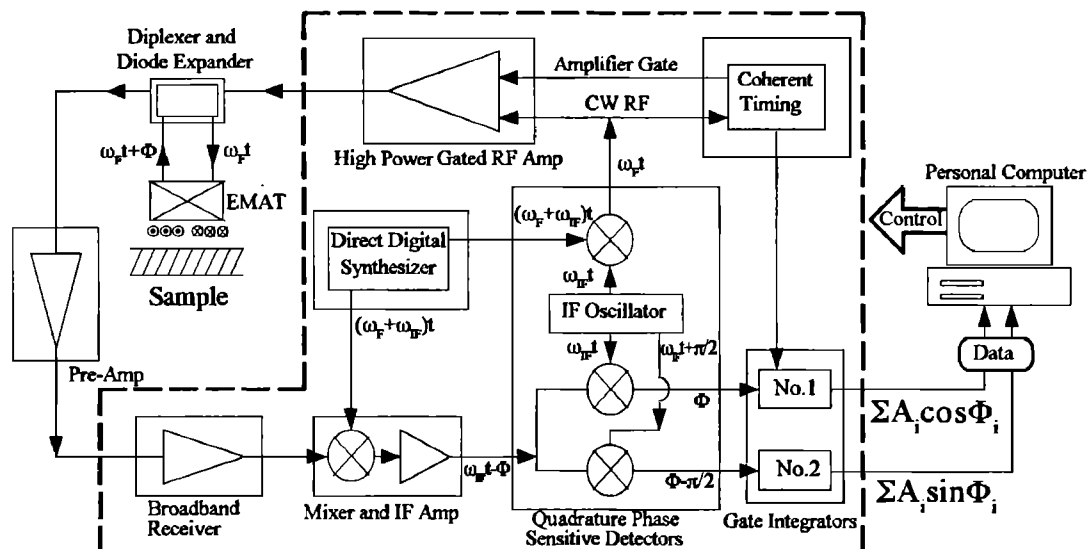 Diplexer and
Diode Expander
ω_F t+Φ
ω_F t
EMAT
Sample
Pre-Amp
High Power Gated RF Amp
Amplifier Gate
CW RF
Coherent
Timing
ω_F t
(ω_F+ω_IF)t
Direct Digital
Synthesizer
ω_IF t
IF Oscillator
(ω_F+ω_IF)t
ω_IF t
ω_IF t+π/2
Personal Computer
Control
Data
Φ
No.1
ΣA_i cosΦ_i
ω_IF t-Φ
Φ-π/2
No.2
ΣA_i sinΦ_i
Broadband
Receiver
Mixer and IF Amp
Quadrature Phase
Sensitive Detectors
Gate Integrators